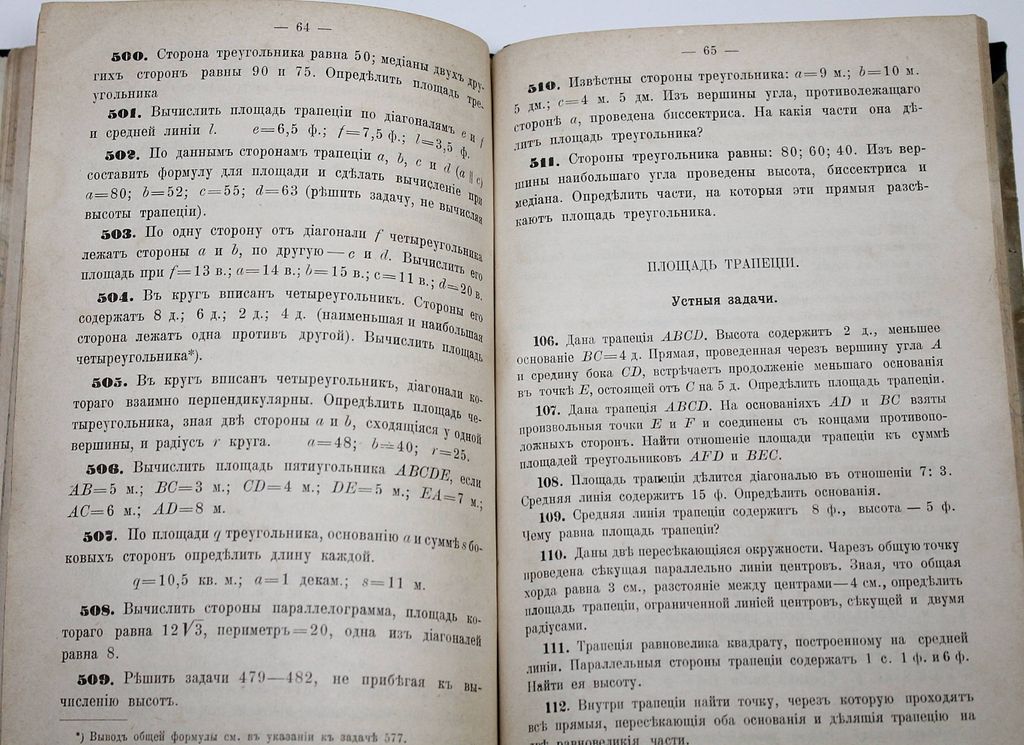 — 64 —
500. Сторона треугольника равна 50; медіаны двухъ дру-
гихъ сторонъ равны 90 и 75. Опредѣлить площадь тре-
угольника
501. Вычислить площадь трапеціи по діагоналямъ e и f
и средней линіи l. e=6,5 ф.; f=7,5 ф.; l=3,5 ф.
502. По даннымъ сторонамъ трапеціи a, b, c и d (a ∥ c)
составить формулу для площади и сдѣлать вычисленіе при
a=80; b=52; c=55; d=63 (рѣшить задачу, не вычисляя
высоты трапеціи).
503. По одну сторону отъ діагонали f четыреугольника
лежатъ стороны a и b, по другую — c и d. Вычислить его
площадь при f=13 в.; a=14 в.; b=15 в.; c=11 в.; d=20 в.
504. Въ кругъ вписанъ четыреугольникъ. Стороны его
содержатъ 8 д.; 6 д.; 2 д.; 4 д. (наименьшая и наибольшая
сторона лежатъ одна противъ другой). Вычислить площадь
четыреугольника*).
505. Въ кругъ вписанъ четыреугольникъ, діагонали ко-
тораго взаимно перпендикулярны. Опредѣлить площадь че-
тыреугольника, зная двѣ стороны a и b, сходящіяся у одной
вершины, и радіусъ r круга. a=48; b=40; r=25.
506. Вычислить площадь пятиугольника ABCDE, если
AB=5 м.; BC=3 м.; CD=4 м.; DE=5 м.; EA=7 м.;
AC=6 м.; AD=8 м.
507. По площади q треугольника, основанію a и суммѣ s бо-
ковыхъ сторонъ опредѣлить длину каждой.
q=10,5 кв. м.; a=1 декам.; s=11 м.
508. Вычислить стороны параллелограмма, площадь ко-
тораго равна 12√3, периметръ=20, одна изъ діагоналей
равна 8.
509. Рѣшить задачи 479—482, не прибѣгая къ вы-
численію высотъ.
*) Выводъ общей формулы см. въ указаніи къ задачѣ 577.
— 65 —
510. Извѣстны стороны треугольника: a=9 м.; b=10 м.
5 дм.; c=4 м. 5 дм. Изъ вершины угла, противолежащаго
сторонѣ a, проведена биссектриса. На какія части она дѣ-
литъ площадь треугольника?
511. Стороны треугольника равны: 80; 60; 40. Изъ вер-
шины наибольшаго угла проведены высота, биссектриса и
медіана. Опредѣлить части, на которыя эти прямыя разсѣ-
каютъ площадь треугольника.
ПЛОЩАДЬ ТРАПЕЦІИ.
Устныя задачи.
106. Дана трапеція ABCD. Высота содержитъ 2 д., меньшее
основаніе BC=4 д. Прямая, проведенная черезъ вершину угла A
и средину бока CD, встрѣчаетъ продолженіе меньшаго основанія
въ точкѣ E, остоящей отъ C на 5 д. Опредѣлить площадь трапеціи.
107. Дана трапеція ABCD. На основаніяхъ AD и BC взяты
произвольныя точки E и F и соединены съ концами противопо-
ложныхъ сторонъ. Найти отношеніе площади трапеціи къ суммѣ
площадей треугольниковъ AFD и BEC.
108. Площадь трапеціи дѣлится діагональю въ отношеніи 7: 3.
Средняя линія содержитъ 15 ф. Опредѣлить основанія.
109. Средняя линія трапеціи содержитъ 8 ф., высота — 5 ф.
Чему равна площадь трапеціи?
110. Даны двѣ пересѣкающіяся окружности. Чарезъ общую точку
проведена сѣкущая параллельно линіи центровъ. Зная, что общая
хорда равна 3 см., разстояніе между центрами—4 см., опредѣлить
площадь трапеціи, ограниченной линіей центровъ, сѣкущей и двумя
радіусами.
111. Трапеція равновелика квадрату, построенному на средней
линіи. Параллельныя стороны трапеціи содержатъ 1 с. 1 ф. и 6 ф.
Найти ея высоту.
112. Внутри трапеціи найти точку, черезъ которую проходятъ
всѣ прямыя, пересѣкающія оба основанія и дѣлящія трапецію на
двѣ равновеликія части.